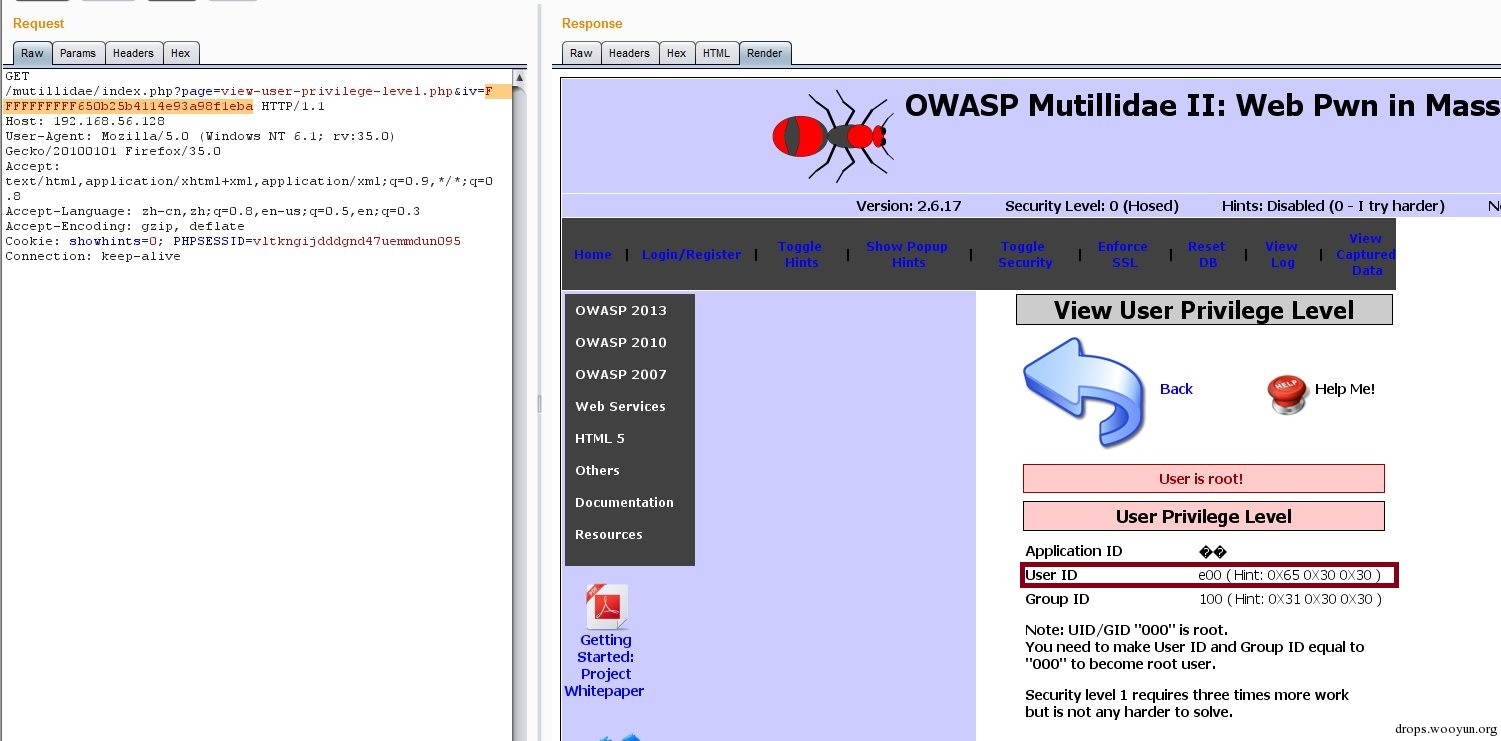 Request
Raw Params Headers Hex
GET
/mutillidae/index.php?page=view-user-privilege-level.php&iv=F
FFFFFFFFF650b25b4114e93a98f1eba HTTP/1.1
Host: 192.168.56.128
User-Agent: Mozilla/5.0 (Windows NT 6.1; rv:35.0)
Gecko/20100101 Firefox/35.0
Accept:
text/html,application/xhtml+xml,application/xml;q=0.9,*/*;q=0
.8
Accept-Language: zh-cn,zh;q=0.8,en-us;q=0.5,en;q=0.3
Accept-Encoding: gzip, deflate
Cookie: showhints=0; PHPSESSID=vltkngijdddgnd47uemmdun095
Connection: keep-alive
Response
Raw Headers Hex HTML Render
OWASP Mutillidae II: Web Pwn in Mass
Version: 2.6.17 Security Level: 0 (Hosed) Hints: Disabled (0 - I try harder)
Home | Login/Register | Toggle Hints | Show Popup Hints | Toggle Security | Enforce SSL | Reset DB | View Log | View Captured Data
OWASP 2013
OWASP 2010
OWASP 2007
Web Services
HTML 5
Others
Documentation
Resources
Getting
Started:
Project
Whitepaper
View User Privilege Level
Back
HELP
Help Me!
User is root!
User Privilege Level
Application ID ��
User ID e00 ( Hint: 0X65 0X30 0X30 )
Group ID 100 ( Hint: 0X31 0X30 0X30 )
Note: UID/GID "000" is root.
You need to make User ID and Group ID equal to
"000" to become root user.
Security level 1 requires three times more work
but is not any harder to solve.
drops.wooyun.org